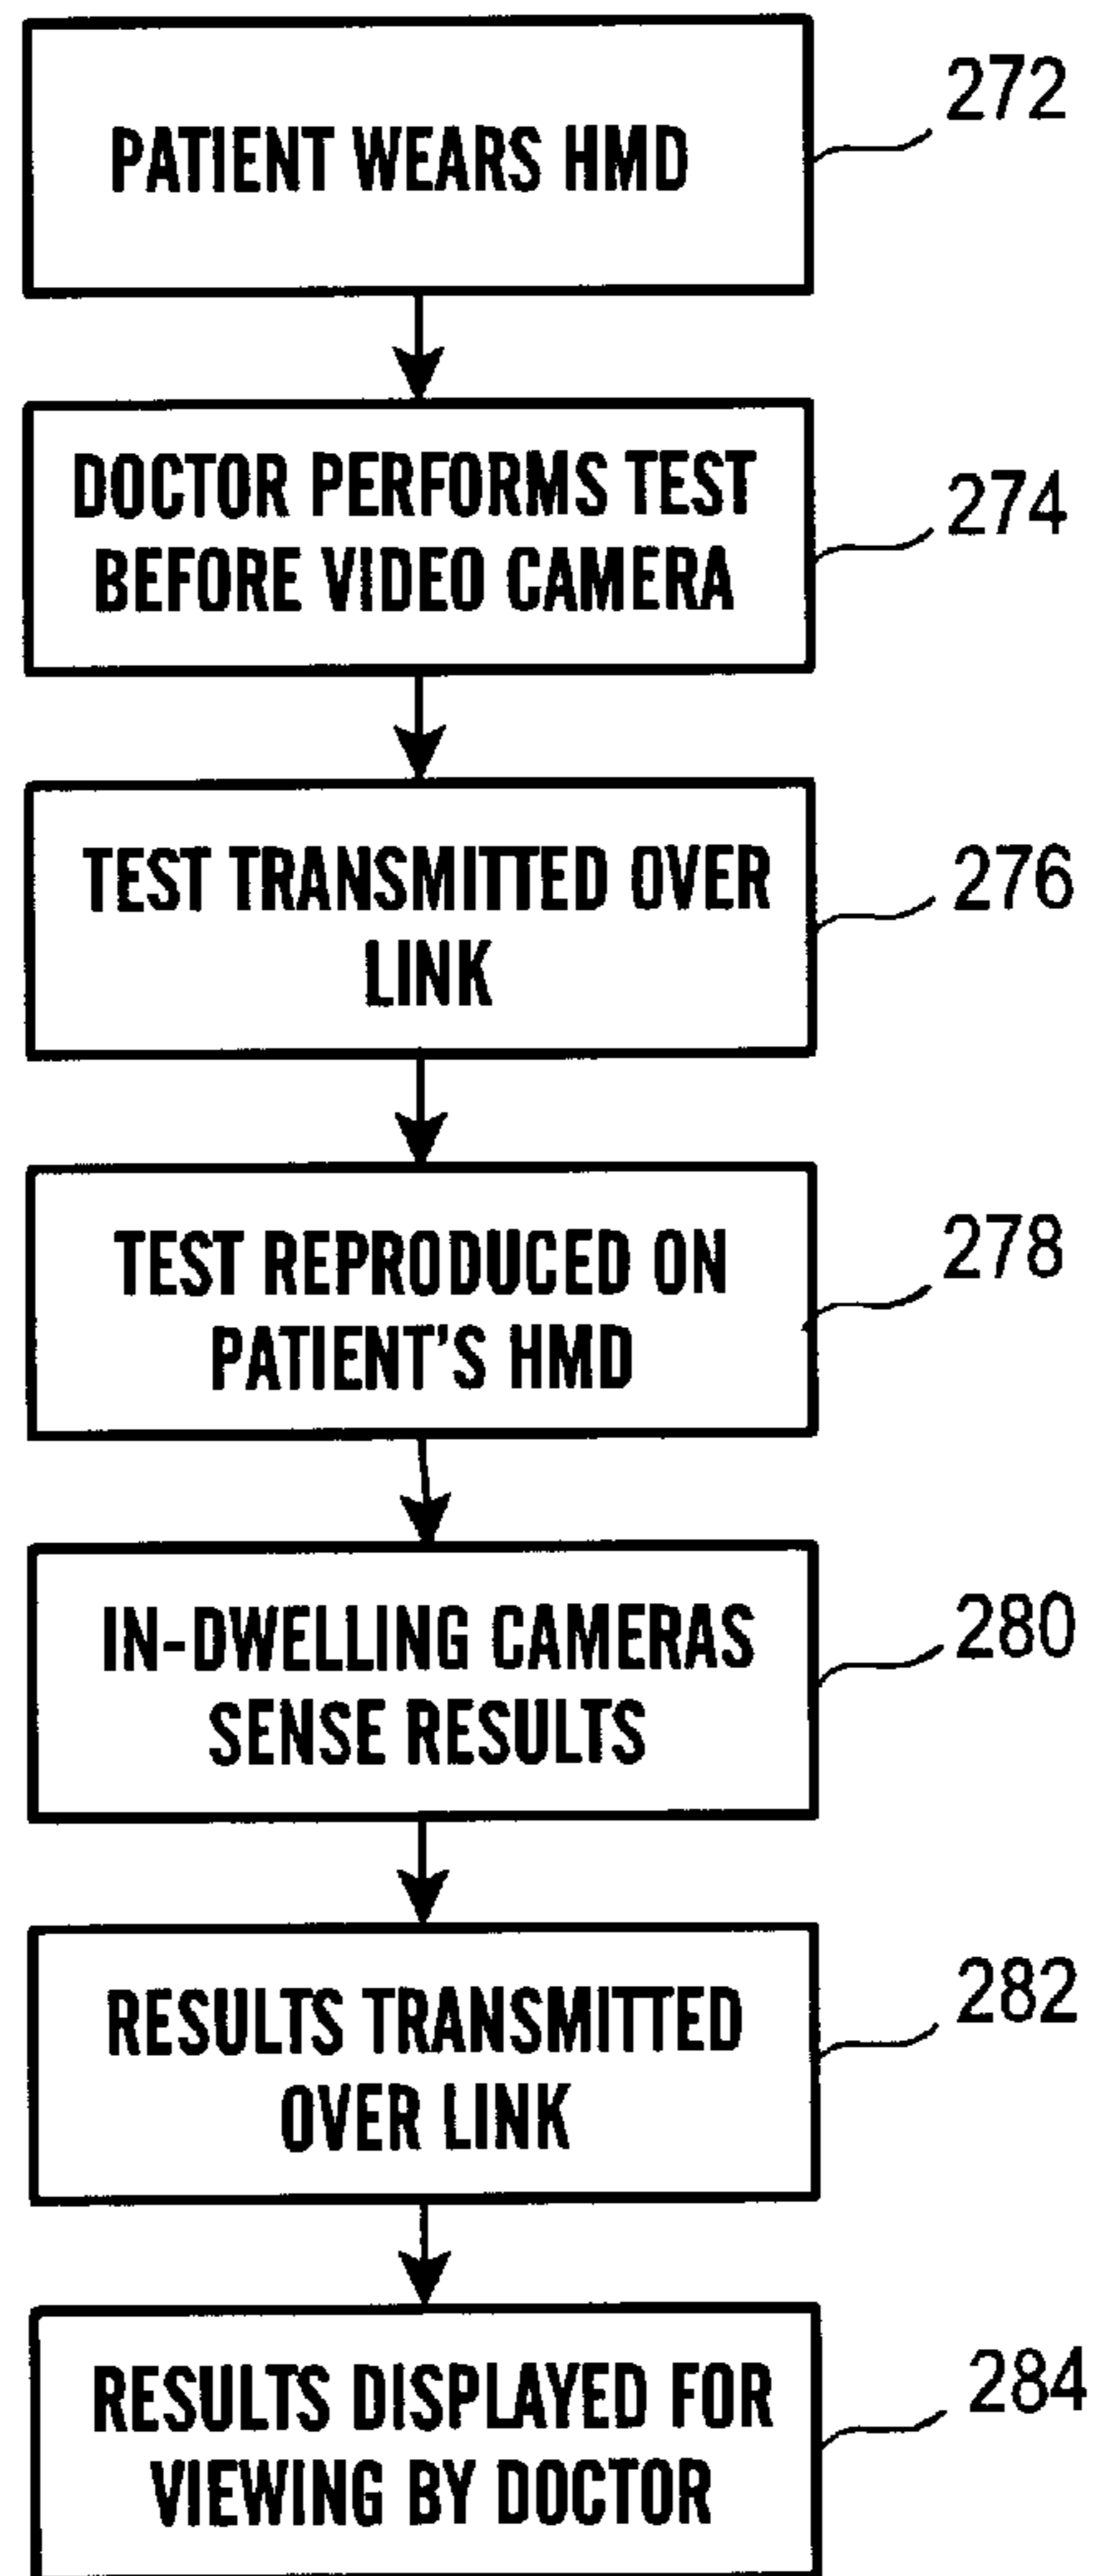 PATIENT WEARS HMD
272
DOCTOR PERFORMS TEST
BEFORE VIDEO CAMERA
274
TEST TRANSMITTED OVER
LINK
276
TEST REPRODUCED ON
PATIENT'S HMD
278
IN-DWELLING CAMERAS
SENSE RESULTS
280
RESULTS TRANSMITTED
OVER LINK
282
RESULTS DISPLAYED FOR
VIEWING BY DOCTOR
284